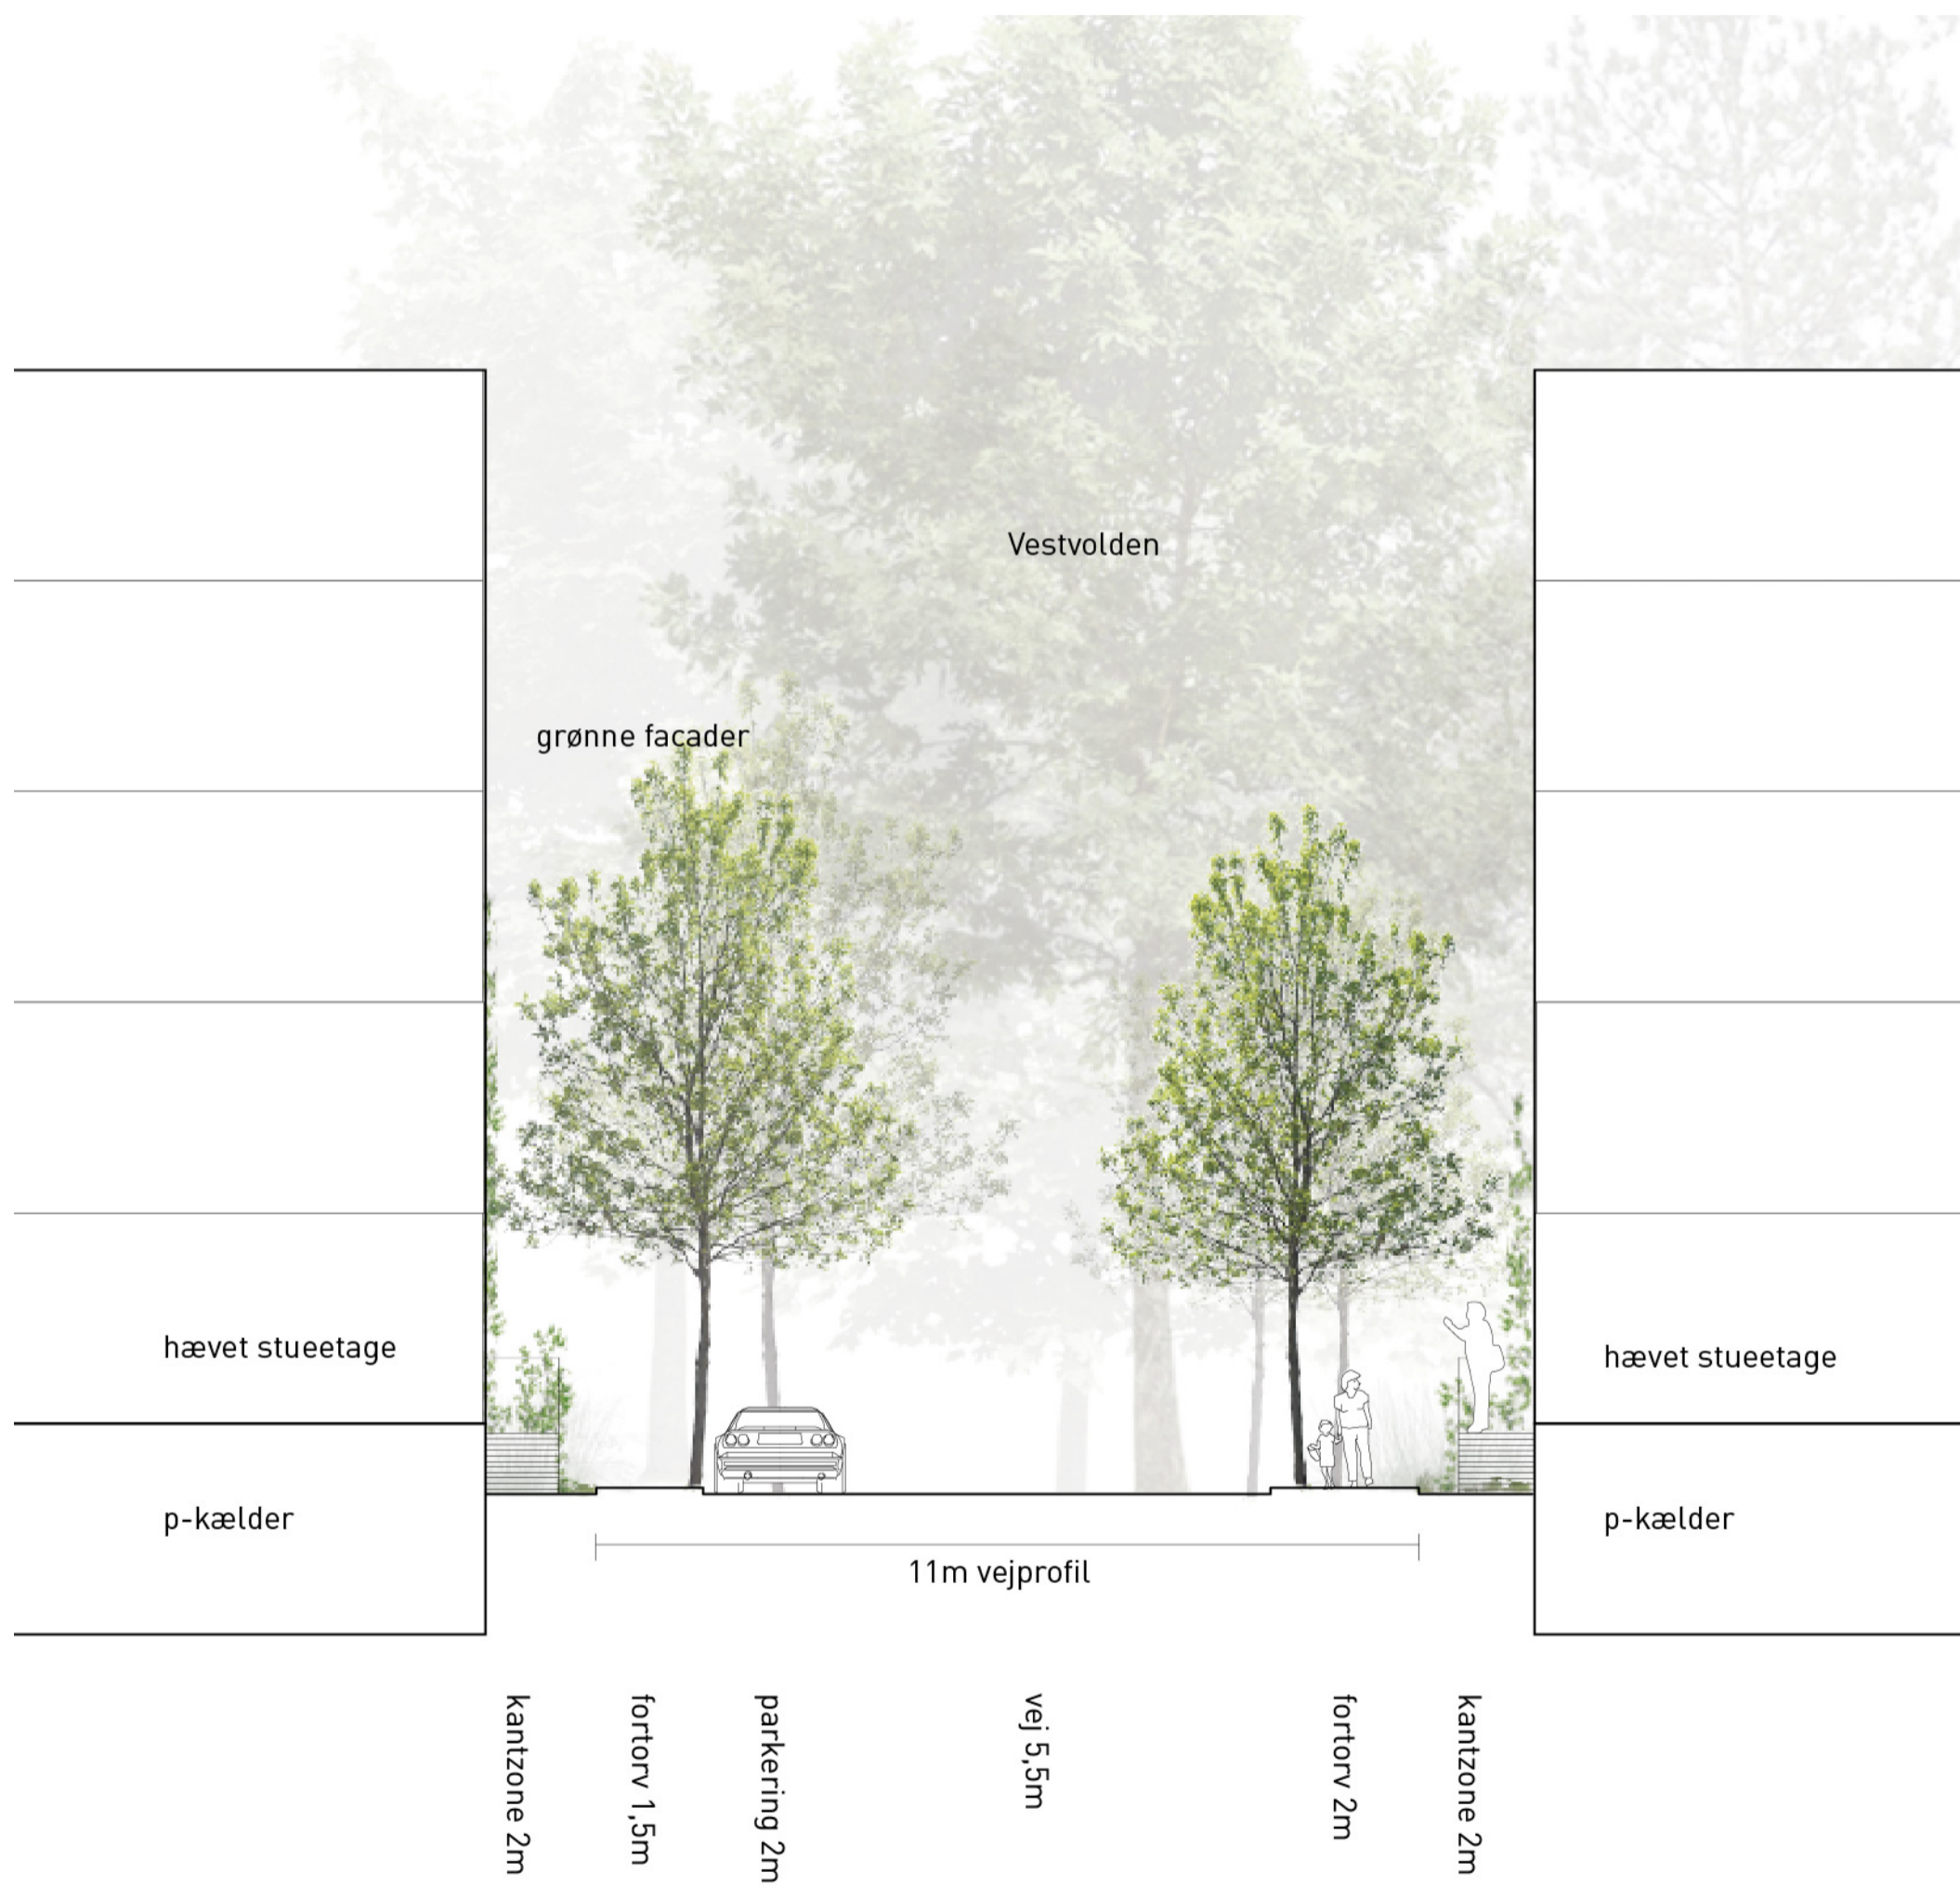 Vestvolden
grønne facader
hævet stueetage
hævet stueetage
p-kælder
p-kælder
11m vejprofil
kantzone 2m
fortorv 1,5m
parkering 2m
vej 5,5m
fortorv 2m
kantzone 2m